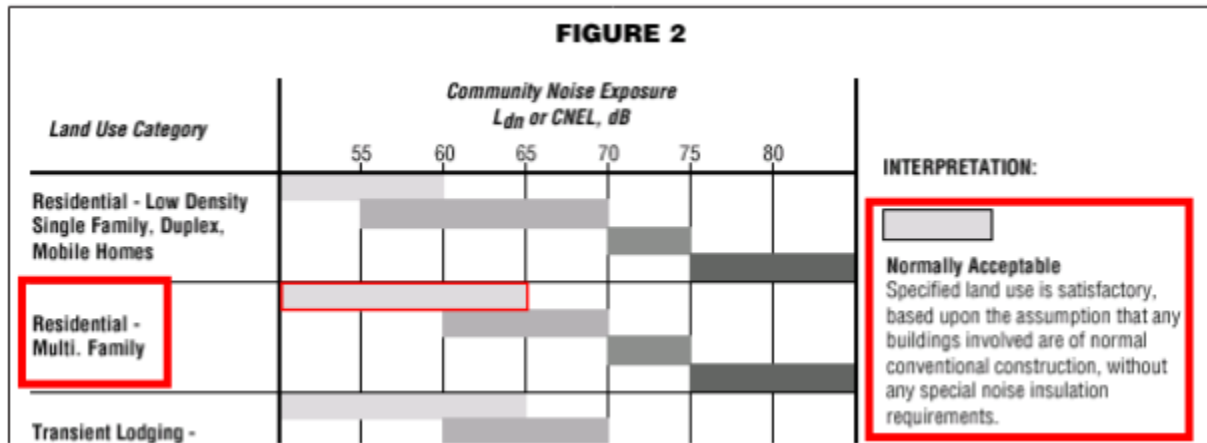 FIGURE 2
Community Noise Exposure
Ldn or CNEL, dB
Land Use Category
55 60 65 70 75 80
INTERPRETATION:
Residential - Low Density
Single Family, Duplex,
Mobile Homes
Normally Acceptable
Specified land use is satisfactory,
based upon the assumption that any
buildings involved are of normal
conventional construction, without
any special noise insulation
requirements.
Residential -
Multi. Family
Transient Lodging -